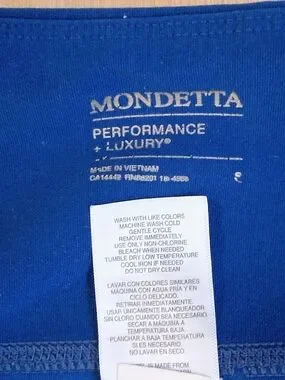 MONDETTA
PERFORMANCE
+ LUXURY®
MADE IN VIETNAM
CA14442
WASH WITH LIKE COLORS
MACHINE WASH COLD
GENTLE CYCLE
REMOVE IMMEDIATELY
USE ONLY NON-CHLORINE
BLEACH WHEN NEEDED
TUMBLE DRY LOW TEMPERATURE
COOL IRON IF NEEDED
DO NOT DRY CLEAN
LAVAR CON COLORES SIMILARES
MAQUINA CON AGUA FRIA Y EN
CICLO DELICADO.
RETIRAR INMEDIATAMENTE.
USAR UNICAMENTE BLANQUEADOR
SIN CLORO CUANDO SEA NECESARIO
SECAR A MAQUINA A
TEMPERATURA BAJA.
PLANCHAR A BAJA TEMPERATURA
SI ES NECESARIO
NO LAVAR EN SECO.